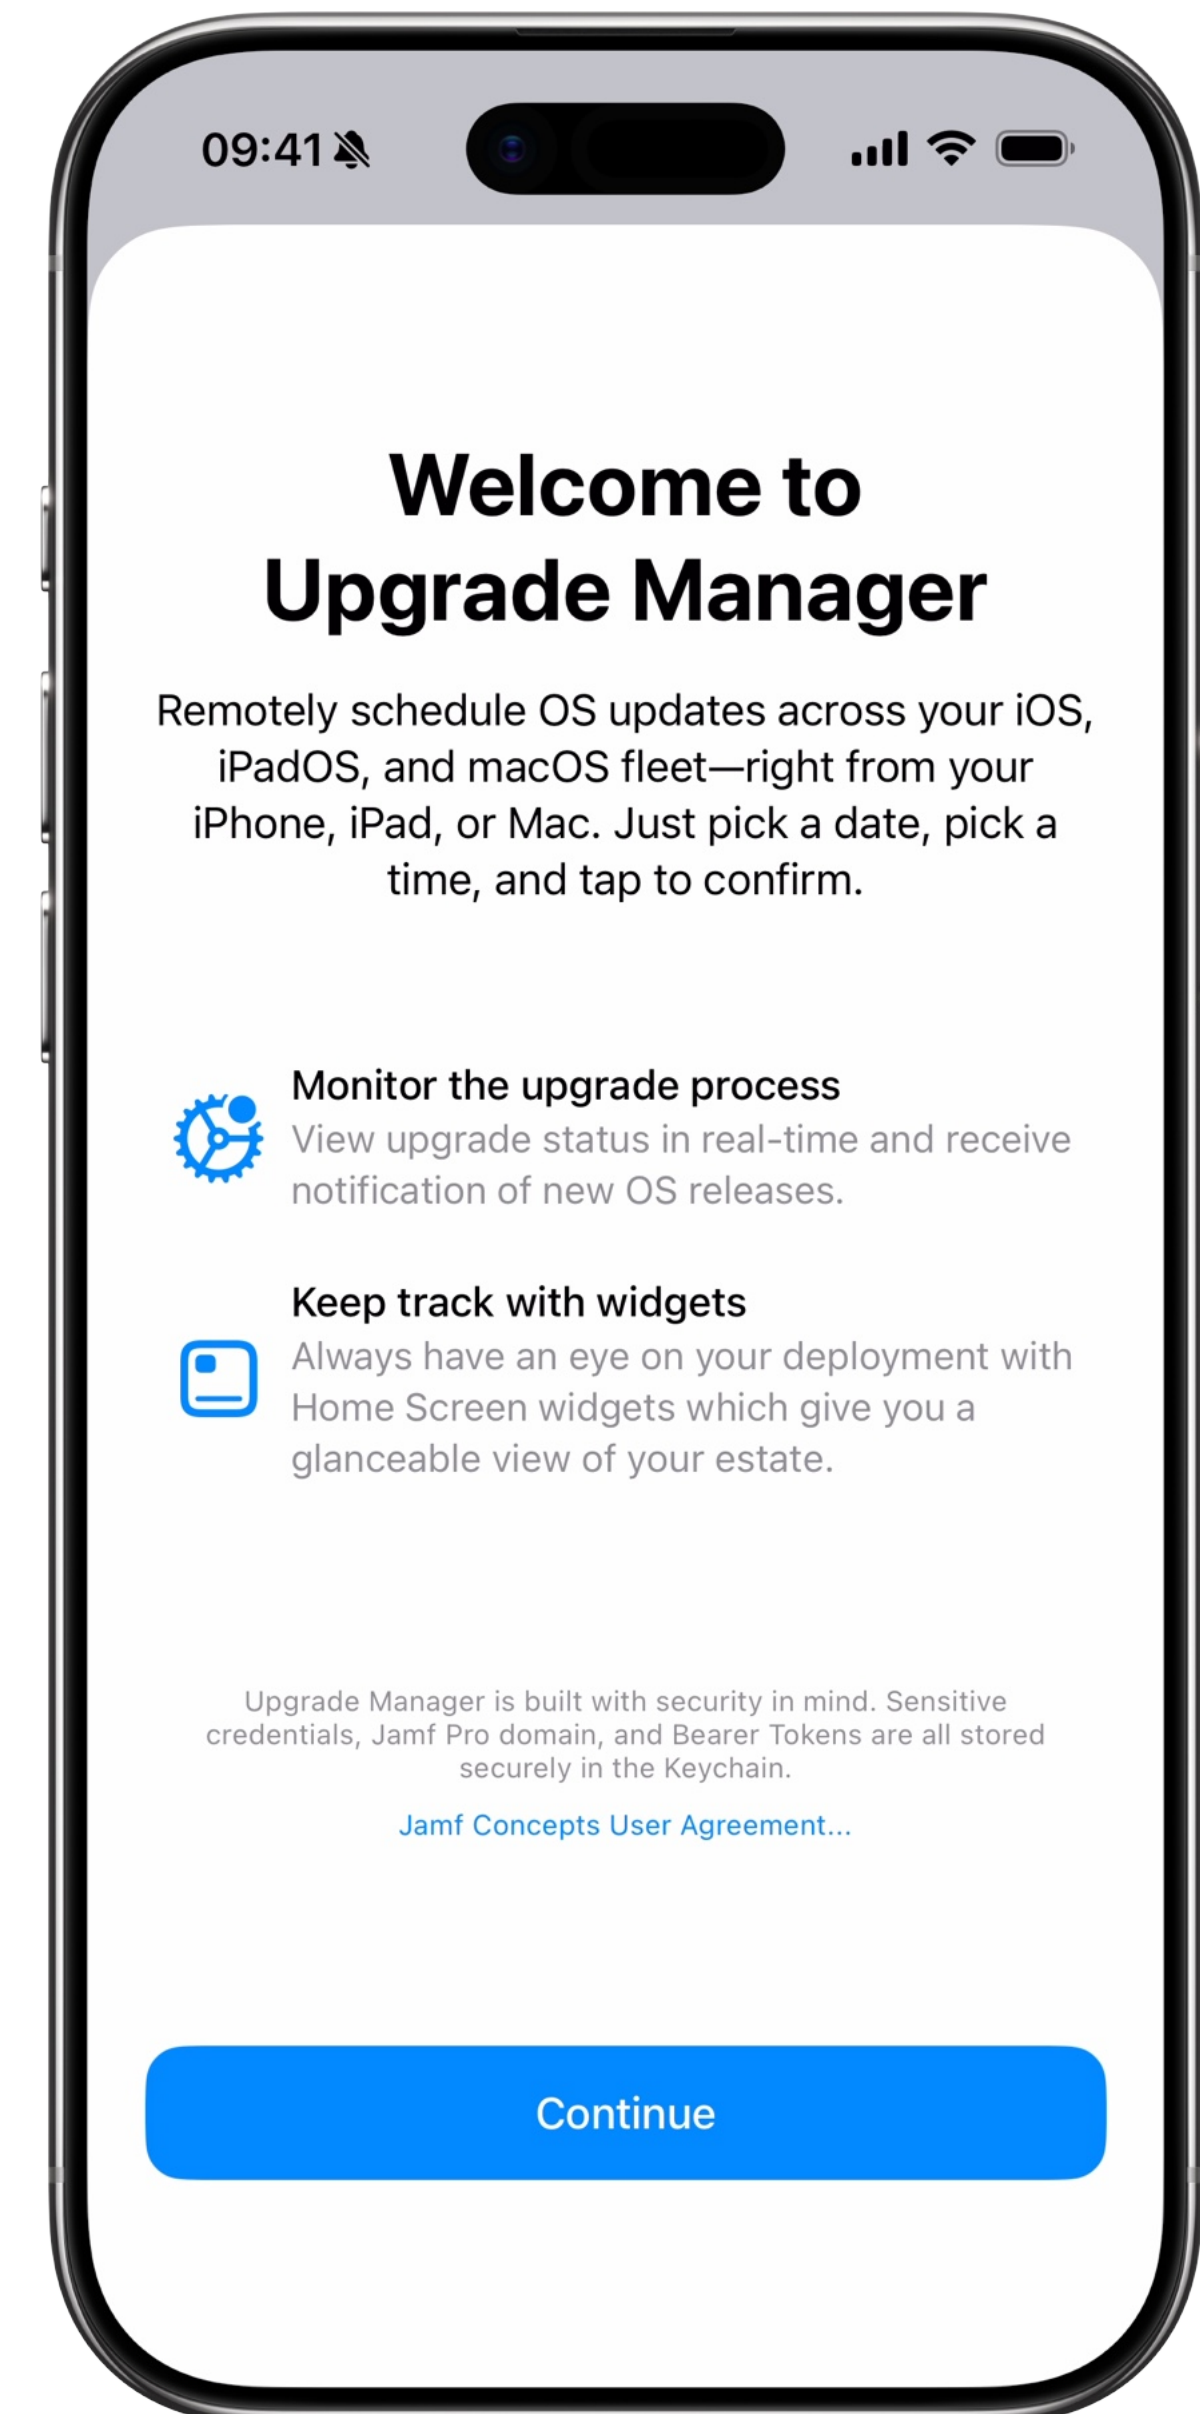 09:41
Welcome to
Upgrade Manager
Remotely schedule OS updates across your iOS,
iPadOS, and macOS fleet—right from your
iPhone, iPad, or Mac. Just pick a date, pick a
time, and tap to confirm.
Monitor the upgrade process
View upgrade status in real-time and receive
notification of new OS releases.
Keep track with widgets
Always have an eye on your deployment with
Home Screen widgets which give you a
glanceable view of your estate.
Upgrade Manager is built with security in mind. Sensitive
credentials, Jamf Pro domain, and Bearer Tokens are all stored
securely in the Keychain.
Jamf Concepts User Agreement...
Continue